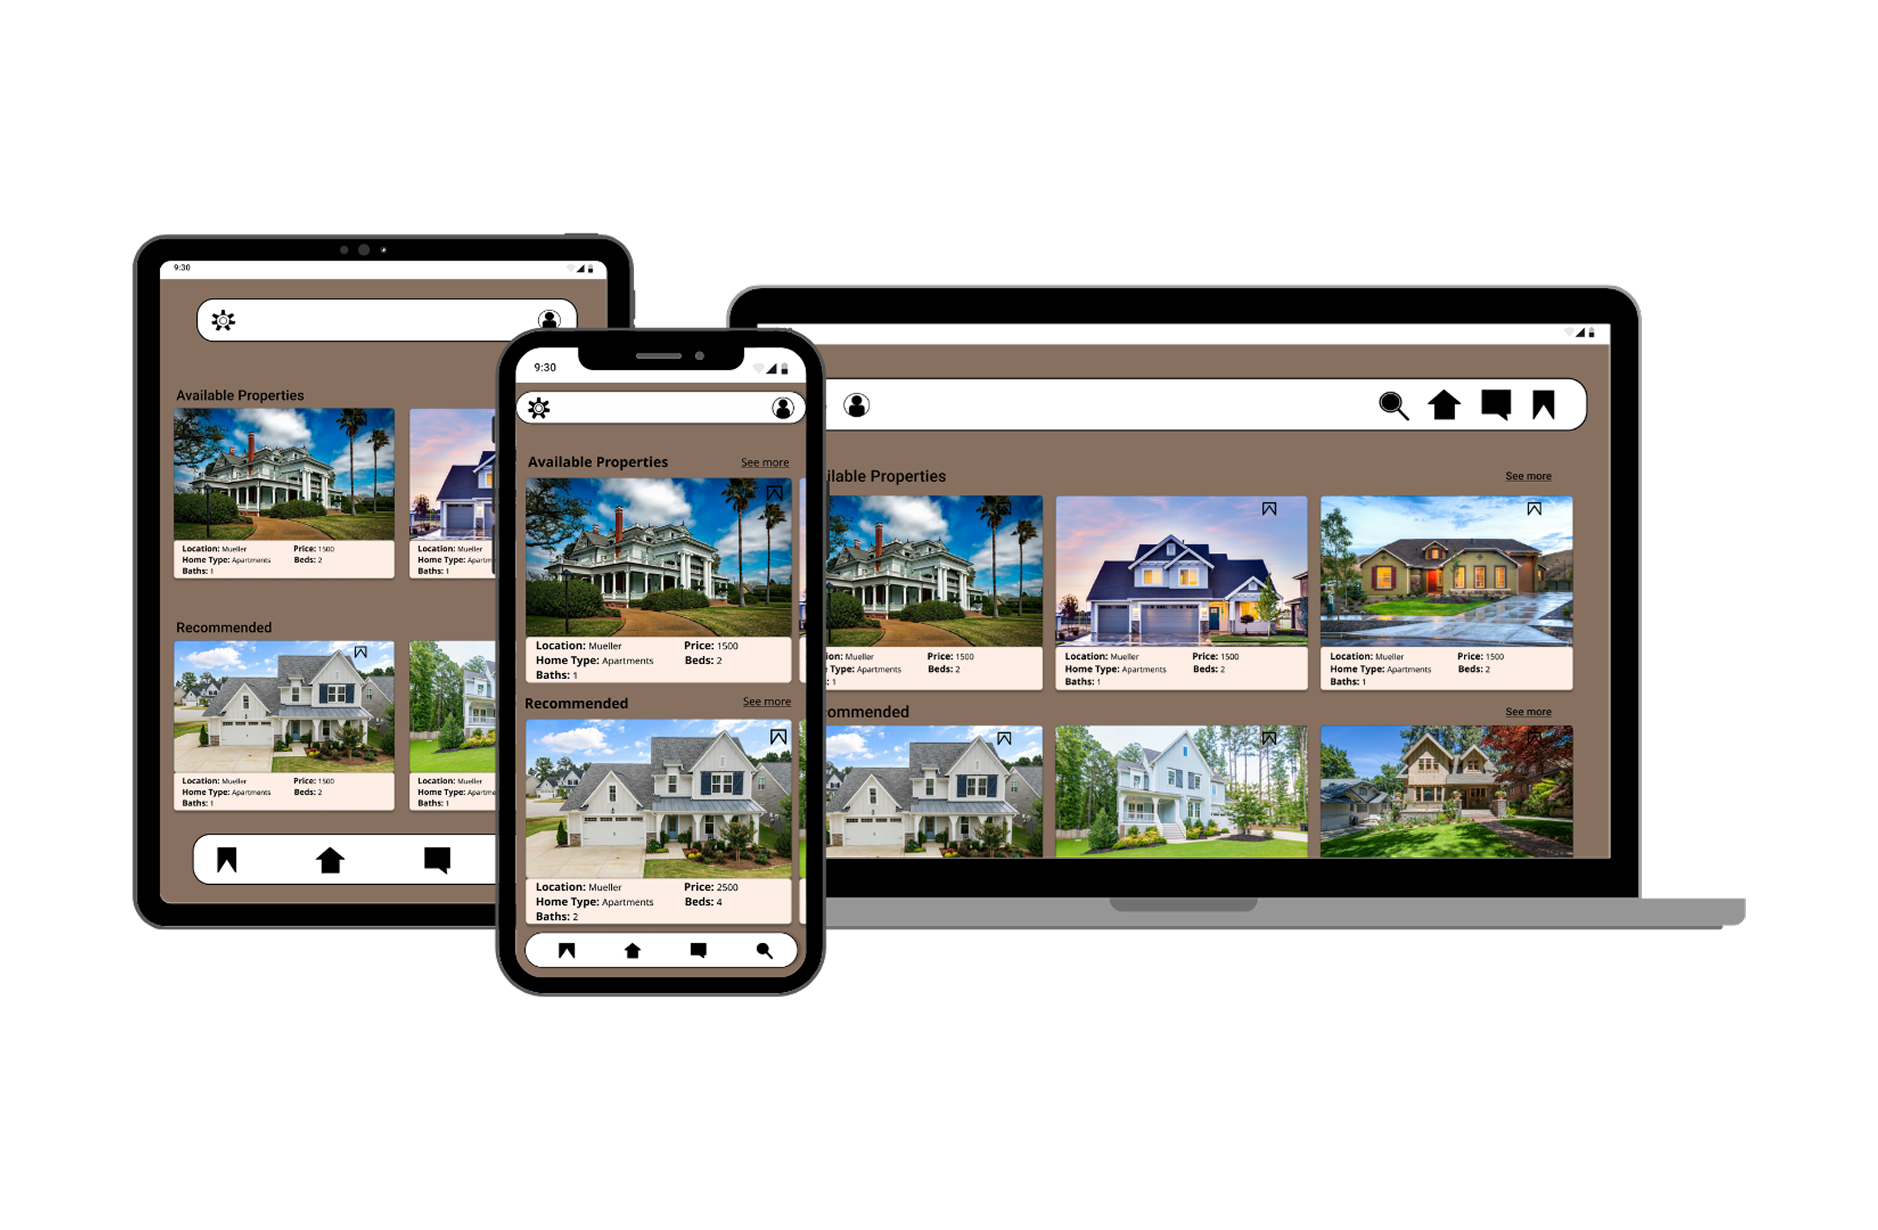 9:30
Available Properties
Location: Mueller Price: 1500
Home Type: Apartments Beds: 2
Baths: 1
Location: Mueller
Home Type: Apartm
Baths: 1
Recommended
Location: Mueller Price: 1500
Home Type: Apartments Beds: 2
Baths: 1
Location: Mueller
Home Type: Apartme
Baths: 1
9:30
Available Properties See more
Location: Mueller Price: 1500
Home Type: Apartments Beds: 2
Baths: 1
Recommended See more
Location: Mueller Price: 2500
Home Type: Apartments Beds: 4
Baths: 2
ilable Properties See more
ion: Mueller Price: 1500
Type: Apartments Beds: 2
: 1
Location: Mueller Price: 1500
Home Type: Apartments Beds: 2
Baths: 1
Location: Mueller Price: 1500
Home Type: Apartments Beds: 2
Baths: 1
ommended See more